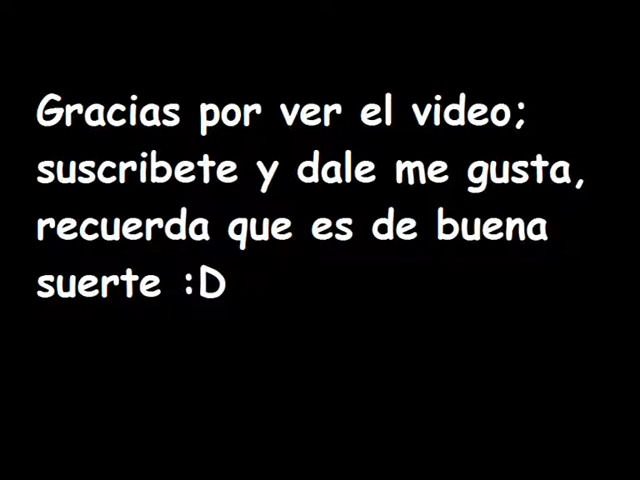 Gracias por ver el video;
suscribete y dale me gusta,
recuerda que es de buena
suerte :D